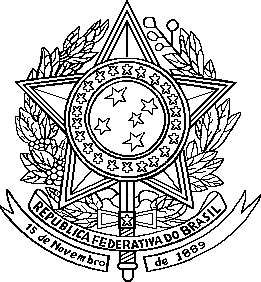 REPÚBLICA FEDERATIVA DO BRASIL
15 de Novembro de 1889